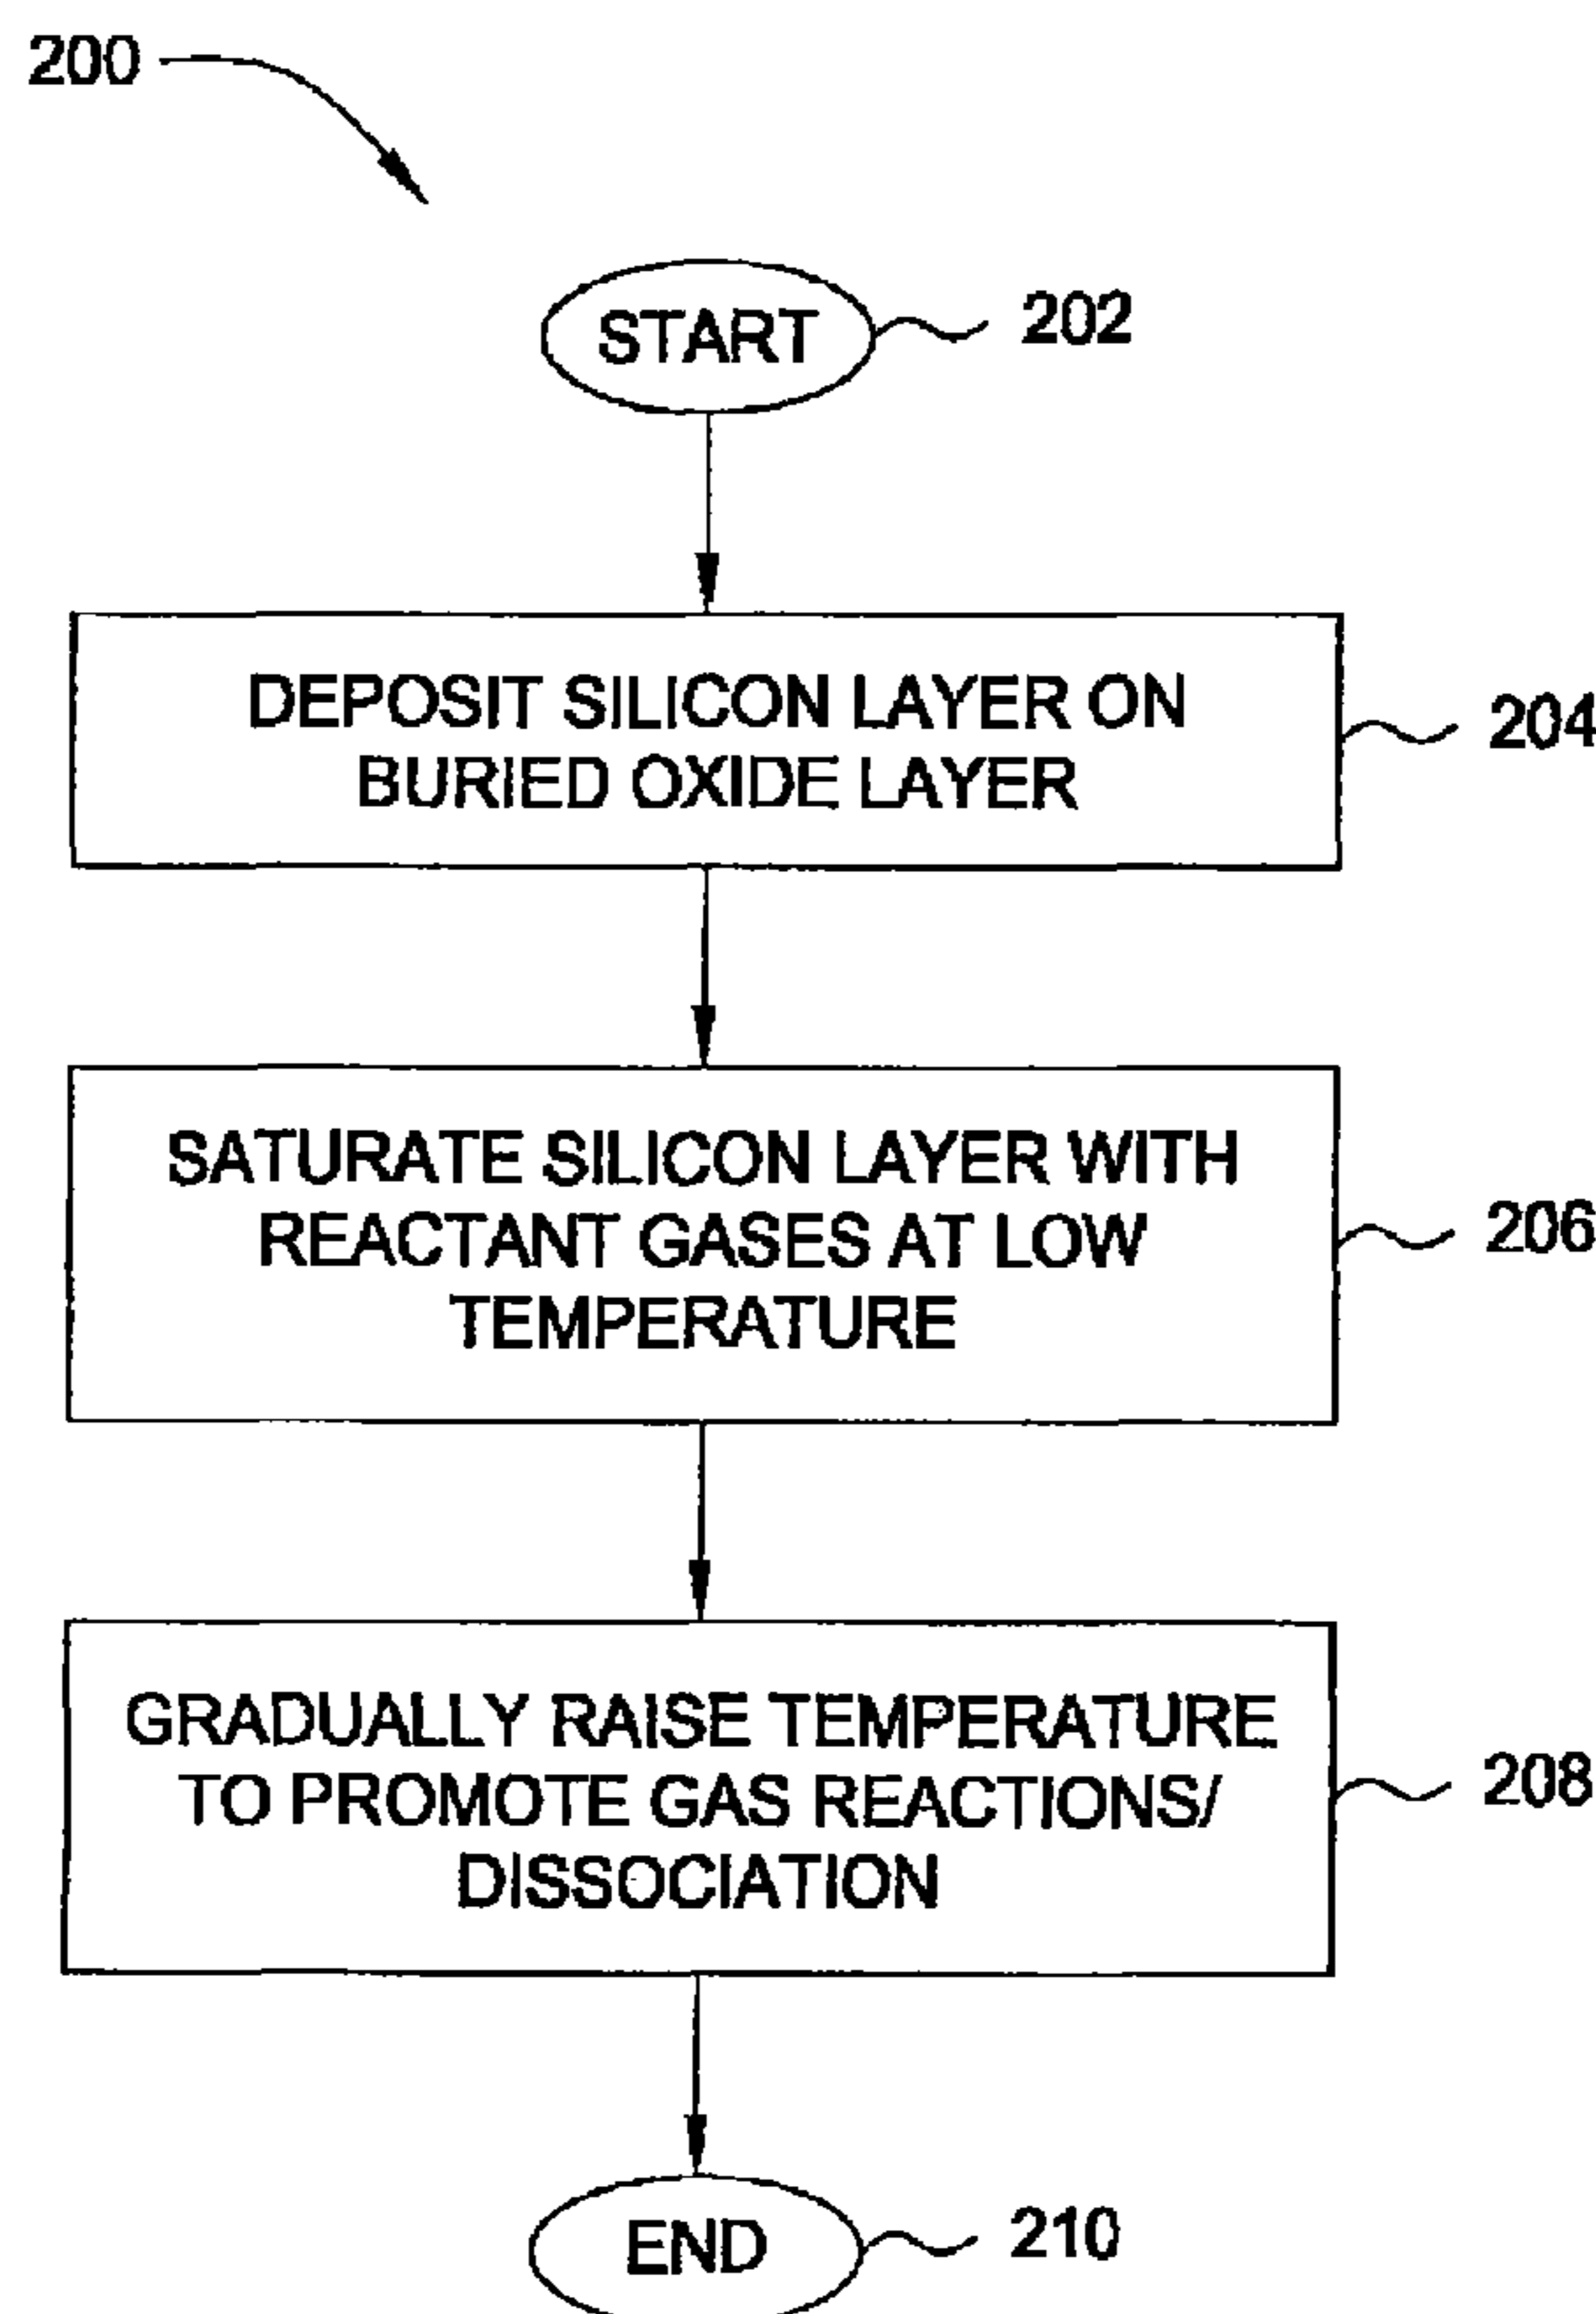 200
START
202
DEPOSIT SILICON LAYER ON
BURIED OXIDE LAYER
204
SATURATE SILICON LAYER WITH
REACTANT GASES AT LOW
TEMPERATURE
206
GRADUALLY RAISE TEMPERATURE
TO PROMOTE GAS REACTIONS/
DISSOCIATION
208
END
210